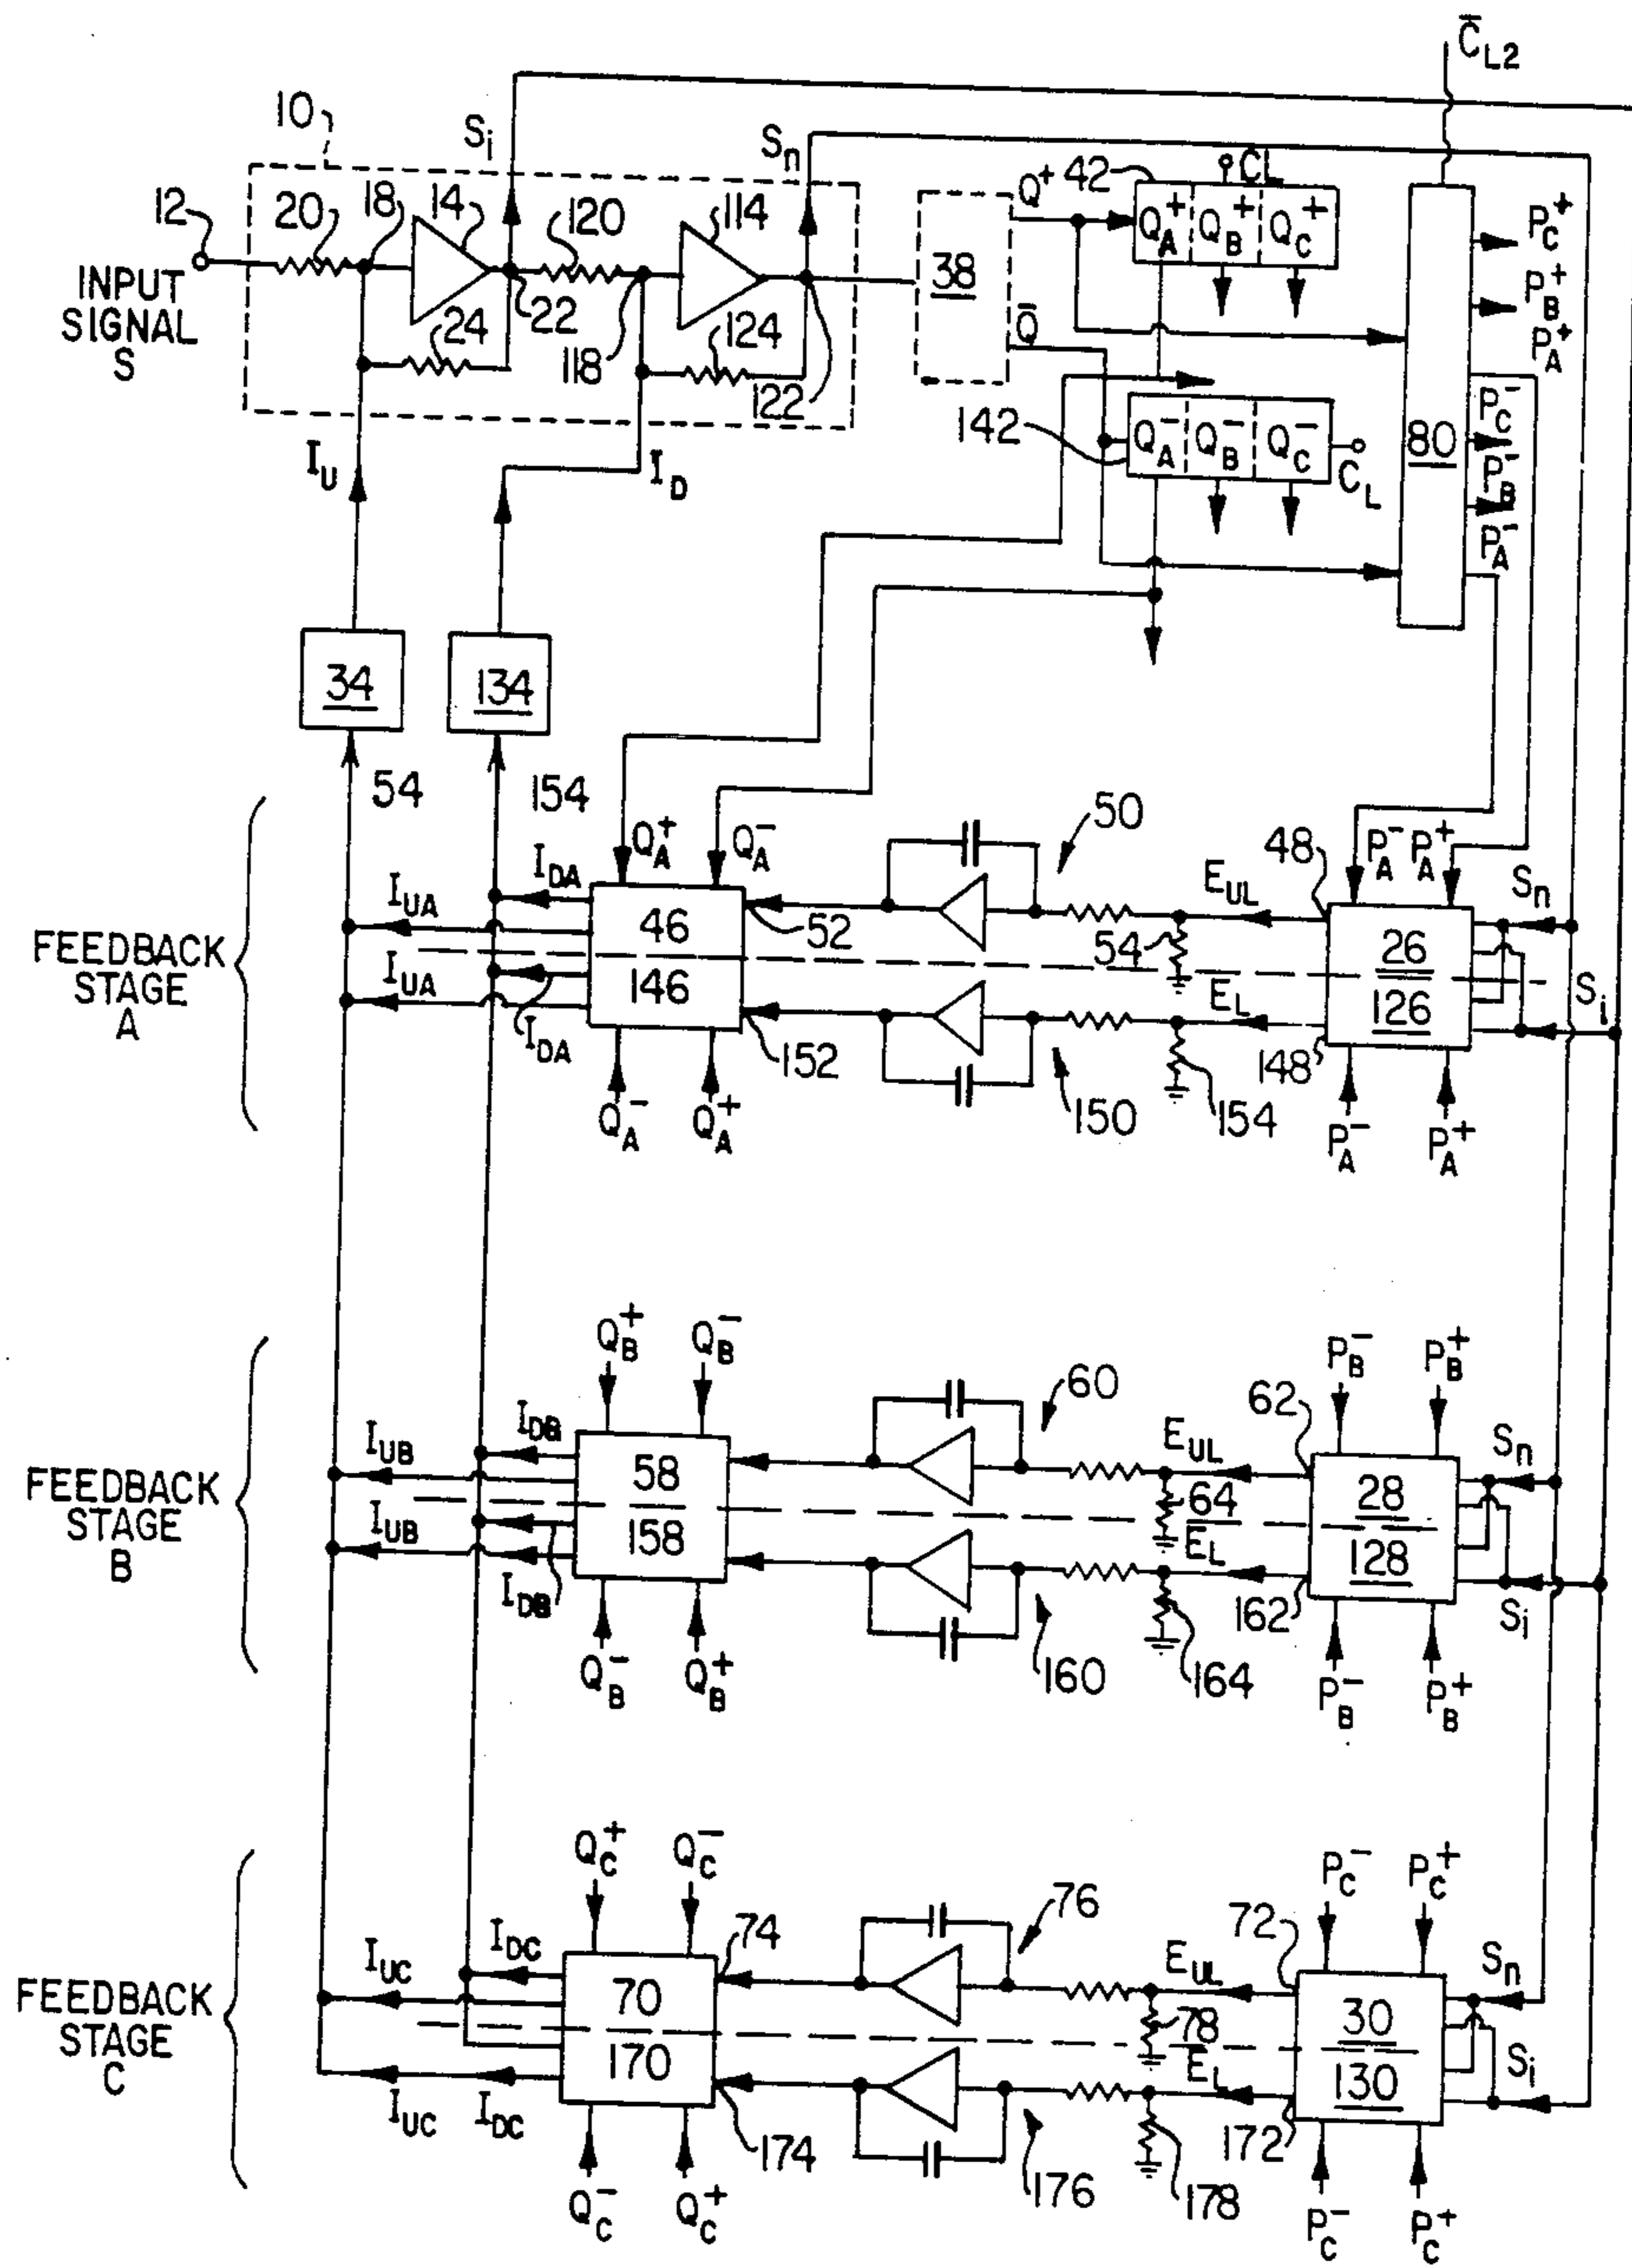 C̄L2
10
Si
Sn
Q+ 42
CL
12
20
18
14
120
114
QA+ QB+ QC+
PC+
INPUT
SIGNAL
S
38
PB+
24
22
124
Q̄
PA+
118
122
PC-
142
QA- QB- QC-
CL
80
PB-
IU
ID
PA-
34
134
54
154
FEEDBACK
STAGE
A
IUA
IDA
QA+
QA-
50
48
PA- PA+
EUL
Sn
46
52
54
26
IUA
146
EL
126
Si
IDA
152
148
QA-
QA+
150
154
PA-
PA+
QB+
QB-
PB-
PB+
60
62
FEEDBACK
STAGE
B
IUB
IDB
EUL
Sn
58
64
28
IUB
158
EL
128
IDB
162
Si
QB-
QB+
160
164
PB-
PB+
QC+
QC-
PC-
PC+
76
72
FEEDBACK
STAGE
C
IUC
IDC
74
EUL
Sn
70
78
30
170
EL
130
Si
IUC
IDC
174
172
176
178
QC-
QC+
PC-
PC+